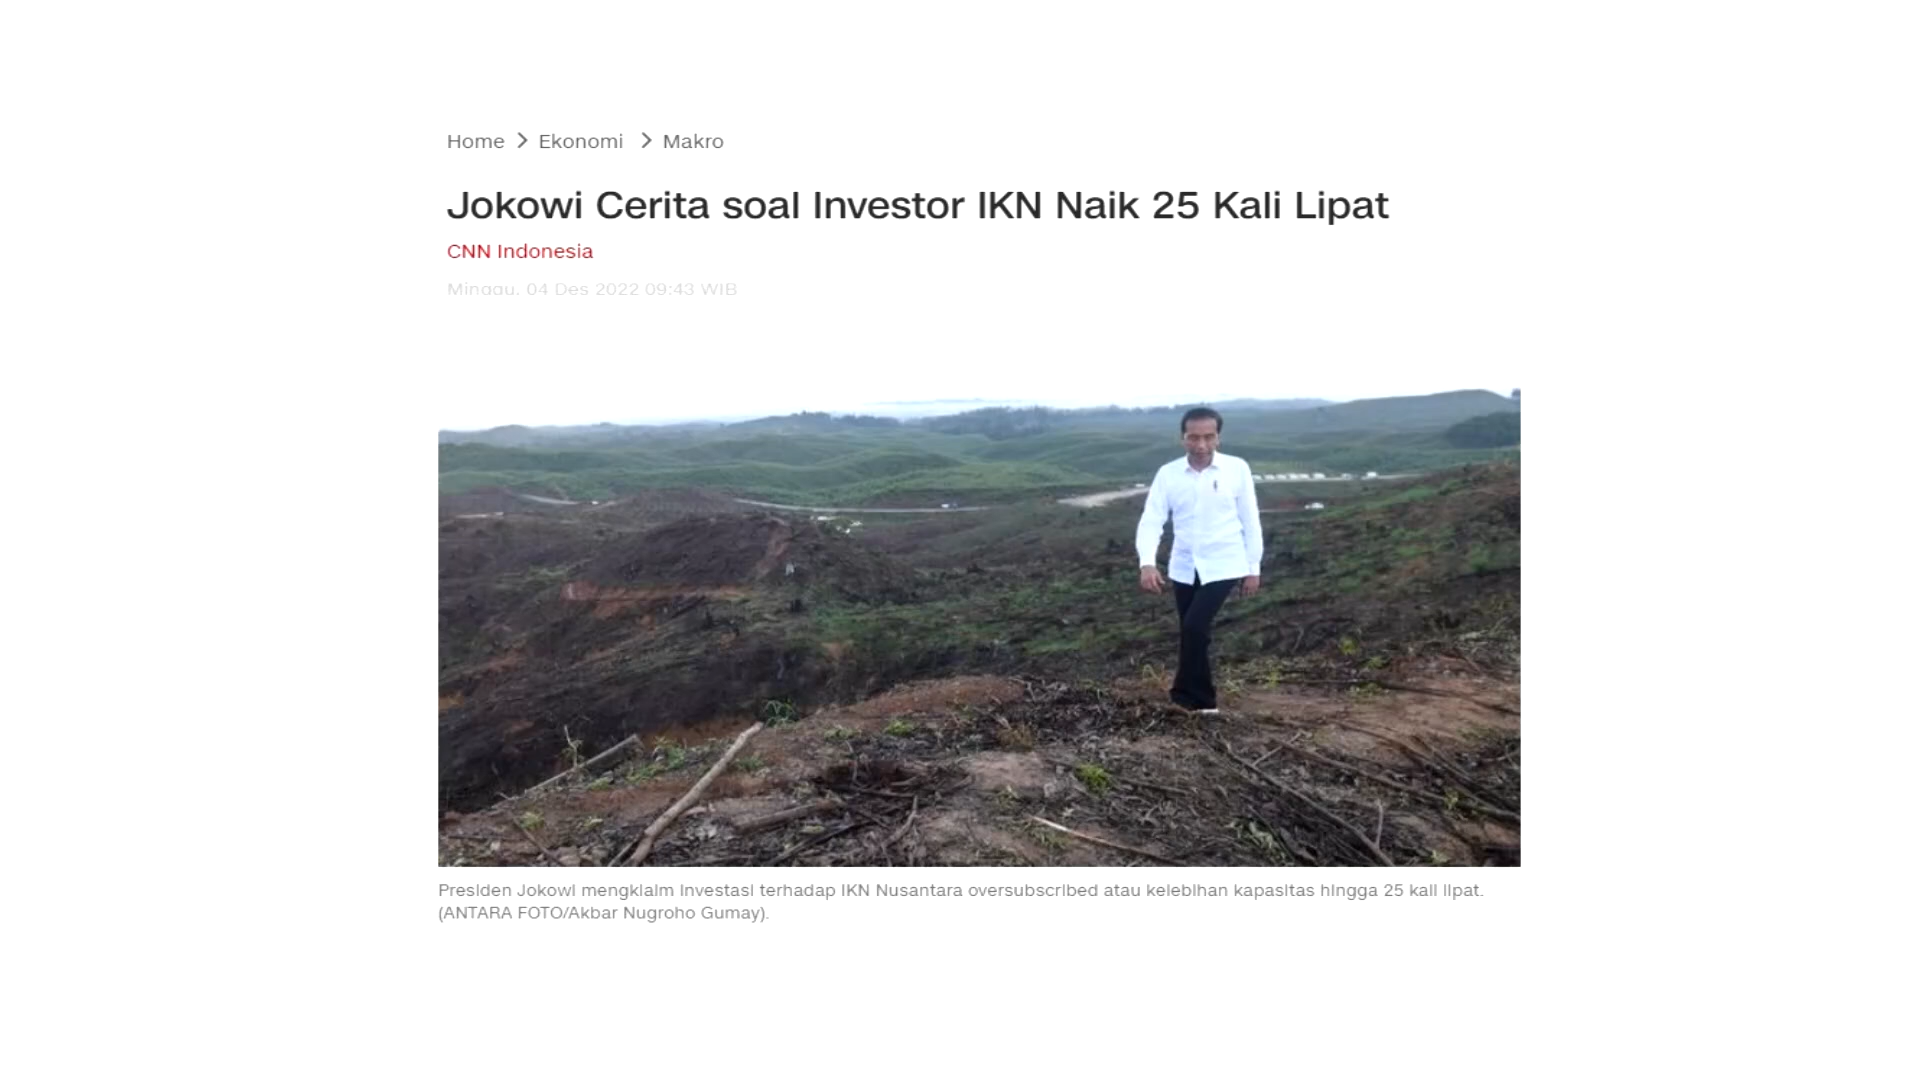 Home > Ekonomi > Makro
Jokowi Cerita soal Investor IKN Naik 25 Kali Lipat
CNN Indonesia
Minggu, 04 Des 2022 09:43 WIB
Presiden Jokowi mengklaim investasi terhadap IKN Nusantara oversubscribed atau kelebihan kapasitas hingga 25 kali lipat.
(ANTARA FOTO/Akbar Nugroho Gumay).